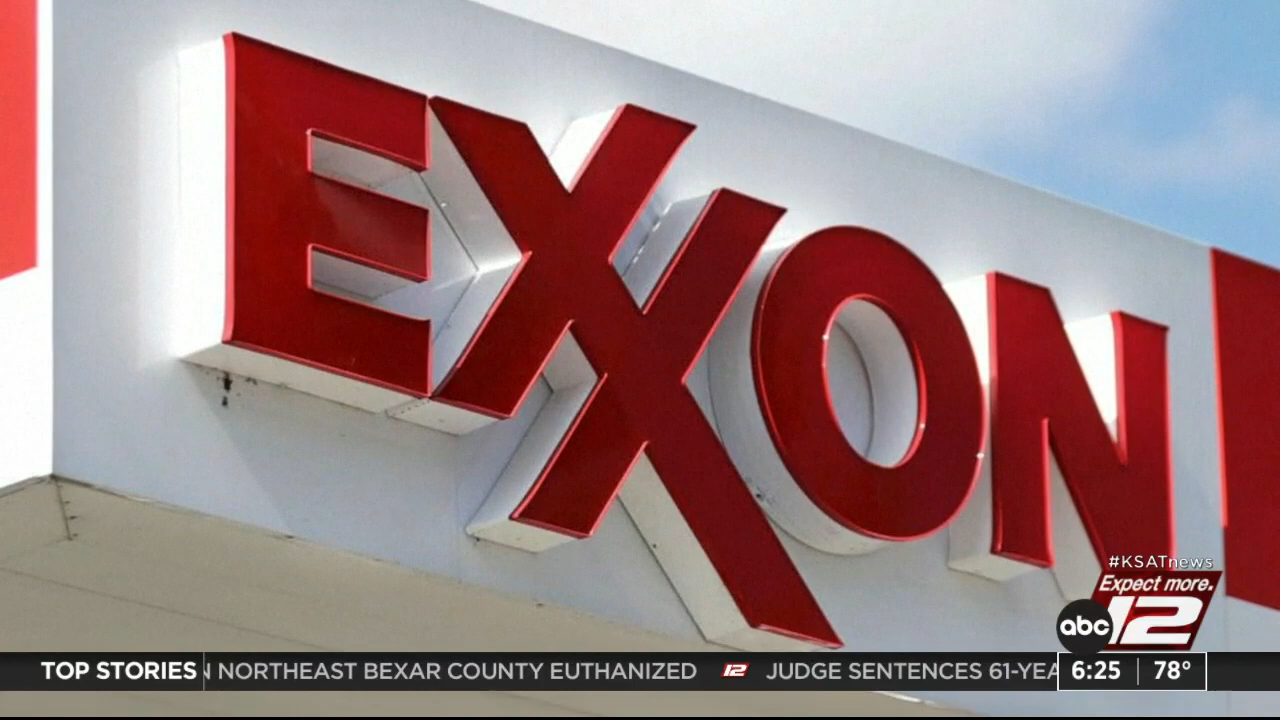 EXXON
#KSATnews
Expect more.
abc 12
TOP STORIES N NORTHEAST BEXAR COUNTY EUTHANIZED 12 JUDGE SENTENCES 61-YEA 6:25 78°